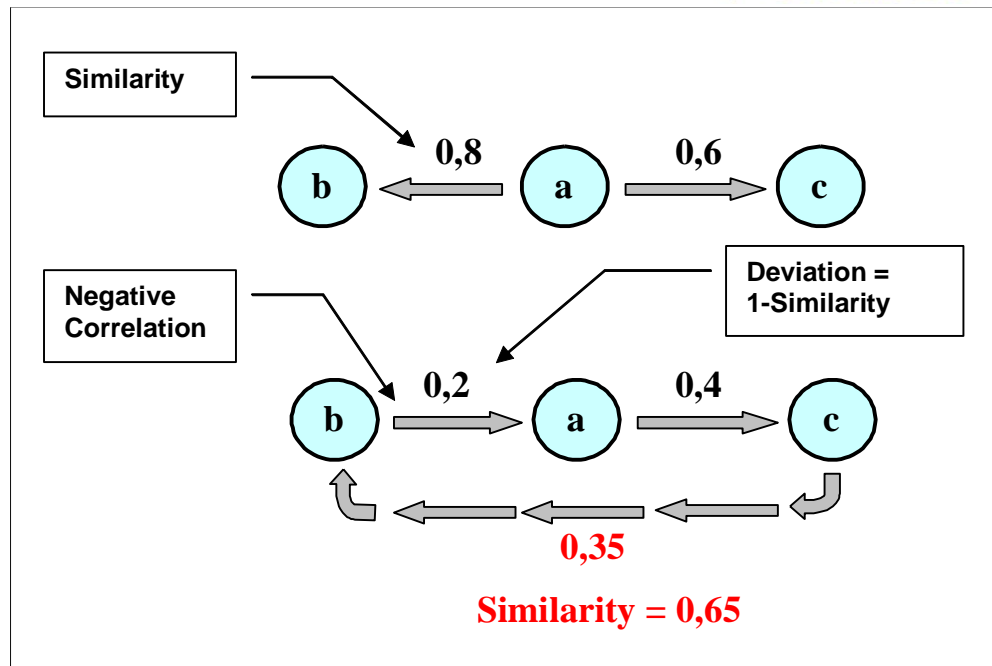 Similarity
0,8
0,6
b
a
c
Negative
Correlation
Deviation =
1-Similarity
0,2
0,4
b
a
c
0,35
Similarity = 0,65